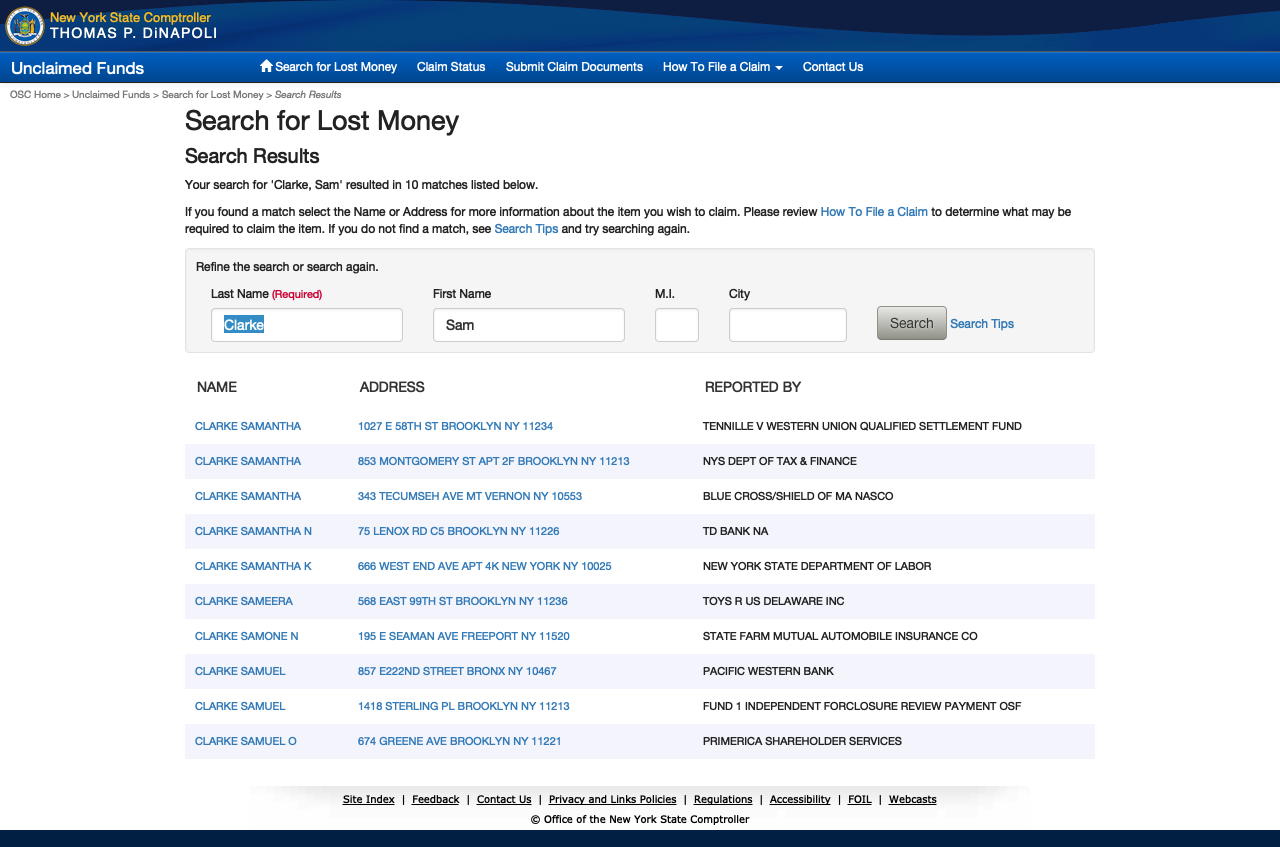 New York State Comptroller
THOMAS P. DiNAPOLI
Unclaimed Funds
Search for Lost Money Claim Status Submit Claim Documents How To File a Claim Contact Us
OSC Home > Unclaimed Funds > Search for Lost Money > Search Results
Search for Lost Money
Search Results
Your search for 'Clarke, Sam' resulted in 10 matches listed below.
If you found a match select the Name or Address for more information about the item you wish to claim. Please review How To File a Claim to determine what may be
required to claim the item. If you do not find a match, see Search Tips and try searching again.
Refine the search or search again.
Last Name (Required) First Name M.I. City
Clarke Sam Search Search Tips
NAME ADDRESS REPORTED BY
CLARKE SAMANTHA 1027 E 58TH ST BROOKLYN NY 11234 TENNILLE V WESTERN UNION QUALIFIED SETTLEMENT FUND
CLARKE SAMANTHA 853 MONTGOMERY ST APT 2F BROOKLYN NY 11213 NYS DEPT OF TAX & FINANCE
CLARKE SAMANTHA 343 TECUMSEH AVE MT VERNON NY 10553 BLUE CROSS/SHIELD OF MA NASCO
CLARKE SAMANTHA N 75 LENOX RD C5 BROOKLYN NY 11226 TD BANK NA
CLARKE SAMANTHA K 666 WEST END AVE APT 4K NEW YORK NY 10025 NEW YORK STATE DEPARTMENT OF LABOR
CLARKE SAMEERA 568 EAST 99TH ST BROOKLYN NY 11236 TOYS R US DELAWARE INC
CLARKE SAMONE N 195 E SEAMAN AVE FREEPORT NY 11520 STATE FARM MUTUAL AUTOMOBILE INSURANCE CO
CLARKE SAMUEL 857 E222ND STREET BRONX NY 10467 PACIFIC WESTERN BANK
CLARKE SAMUEL 1418 STERLING PL BROOKLYN NY 11213 FUND 1 INDEPENDENT FORCLOSURE REVIEW PAYMENT OSF
CLARKE SAMUEL O 674 GREENE AVE BROOKLYN NY 11221 PRIMERICA SHAREHOLDER SERVICES
Site Index | Feedback | Contact Us | Privacy and Links Policies | Regulations | Accessibility | FOIL | Webcasts
© Office of the New York State Comptroller